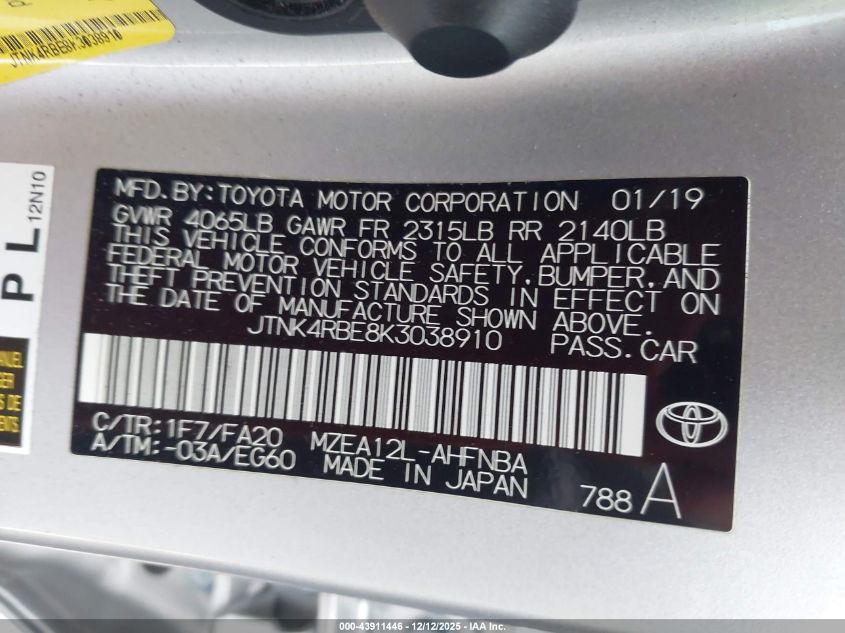 JTNK4RBE8K3038910
12N10
P L
MFD.BY:TOYOTA MOTOR CORPORATION 01/19
GVWR 4065LB GAWR FR 2315LB RR 2140LB
THIS VEHICLE CONFORMS TO ALL APPLICABLE
FEDERAL MOTOR VEHICLE SAFETY,BUMPER,AND
THEFT PREVENTION STANDARDS IN EFFECT ON
THE DATE OF MANUFACTURE SHOWN ABOVE.
JTNK4RBE8K3038910 PASS.CAR
C/TR:1F7/FA20 MZEA12L-AHFNBA
A/TM:-03A/EG60 MADE IN JAPAN
788 A
000-43911446 - 12/12/2025 - IAA Inc.